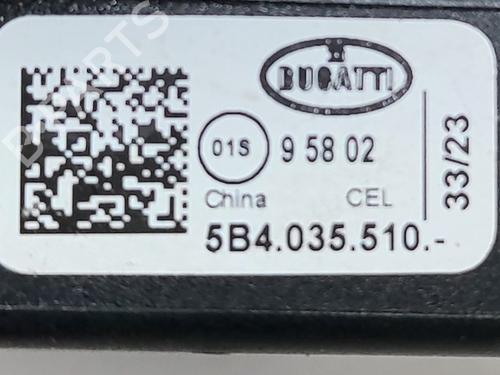 BUGATTI
01S 9 58 02
China CEL
5B4.035.510.-
33/23